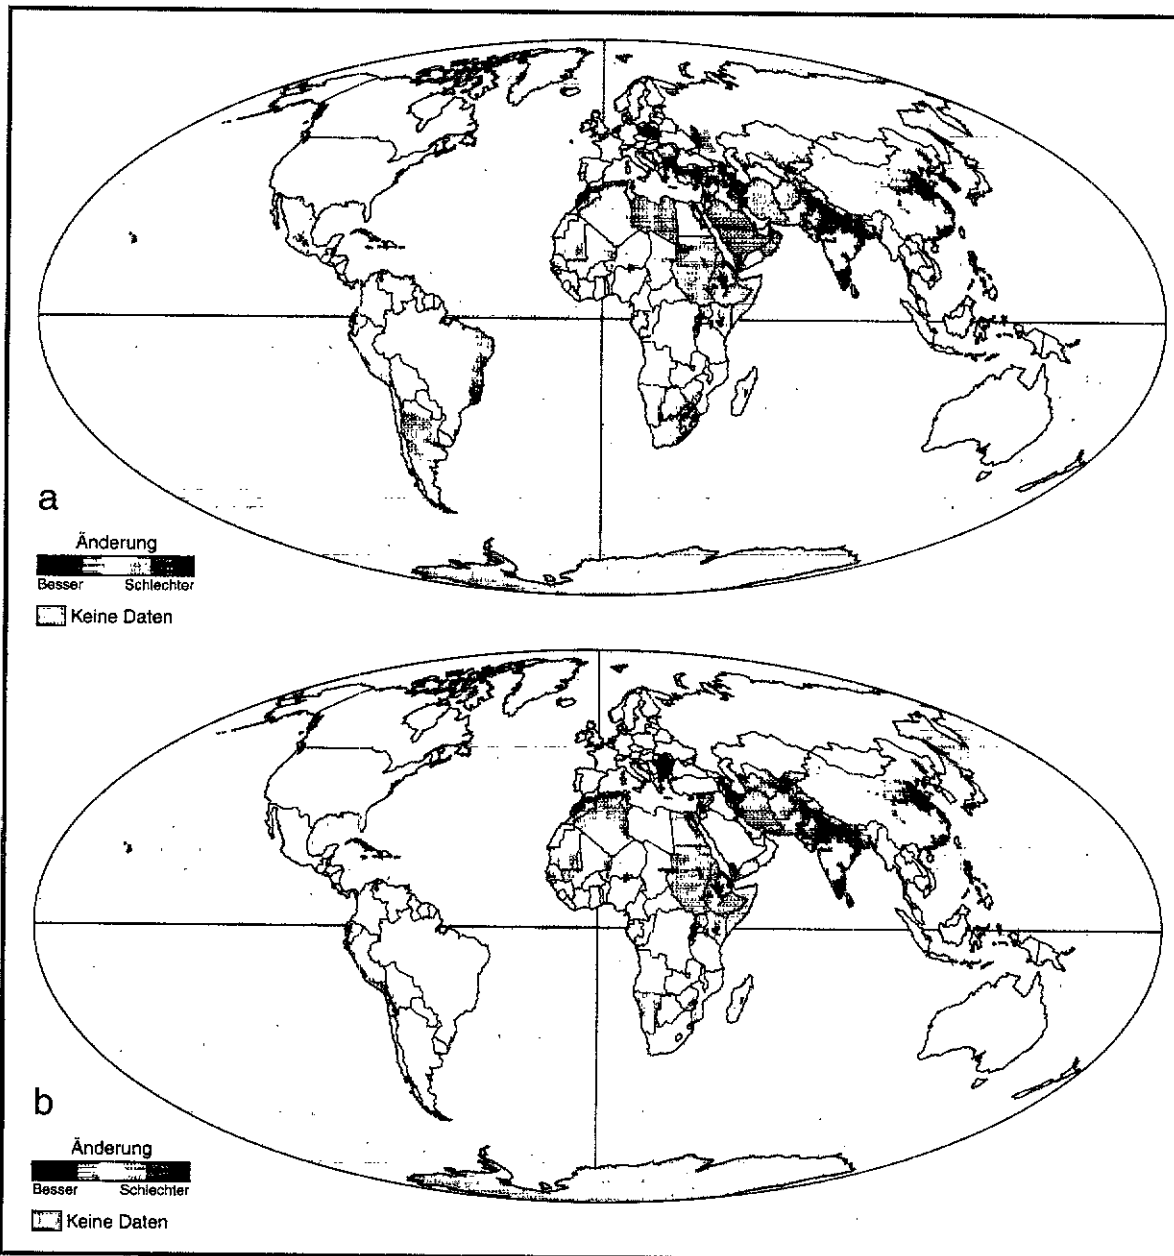 a
Änderung
Besser Schlechter
Keine Daten
b
Änderung
Besser Schlechter
Keine Daten